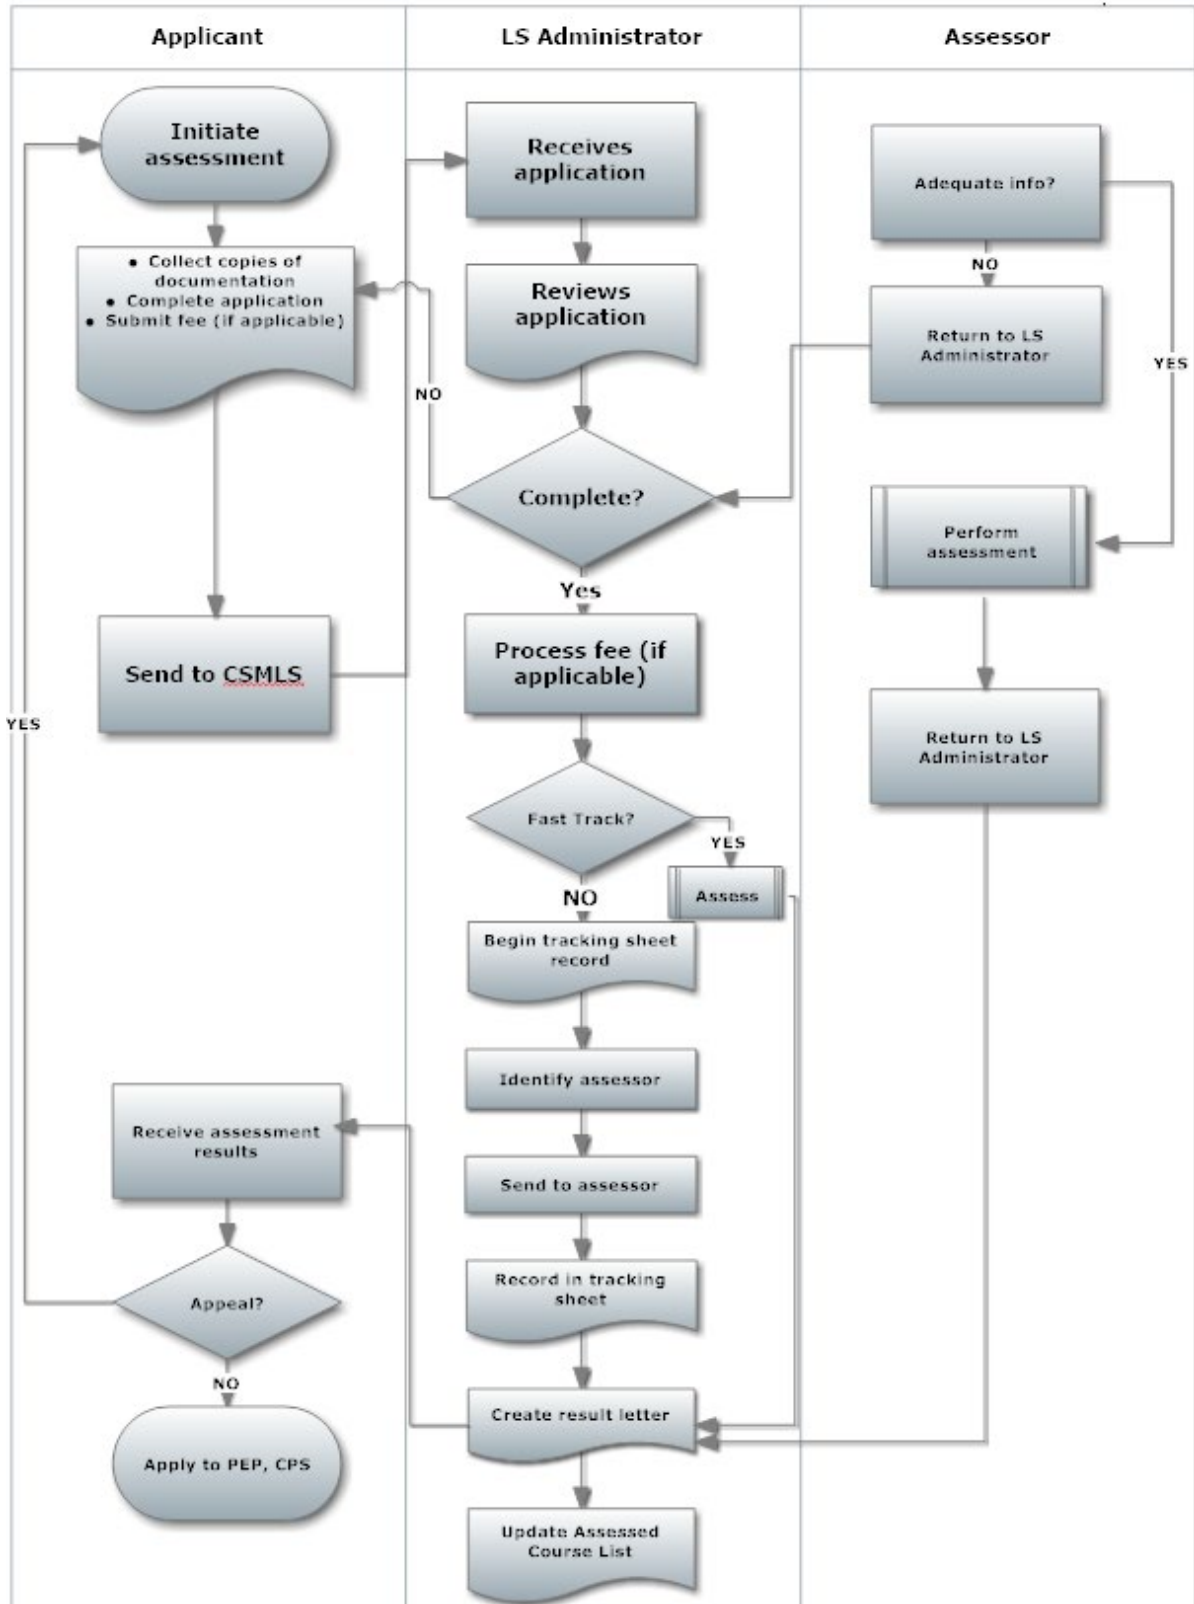 Applicant
LS Administrator
Assessor
Initiate
assessment
• Collect copies of
documentation
• Complete application
• Submit fee (if applicable)
Send to CSMLS
YES
Receive assessment
results
Appeal?
NO
Apply to PEP, CPS
Receives
application
Reviews
application
NO
Complete?
Yes
Process fee (if
applicable)
Fast Track?
YES
Assess
NO
Begin tracking sheet
record
Identify assessor
Send to assessor
Record in tracking
sheet
Create result letter
Update Assessed
Course List
Adequate info?
NO
Return to LS
Administrator
YES
Perform
assessment
Return to LS
Administrator